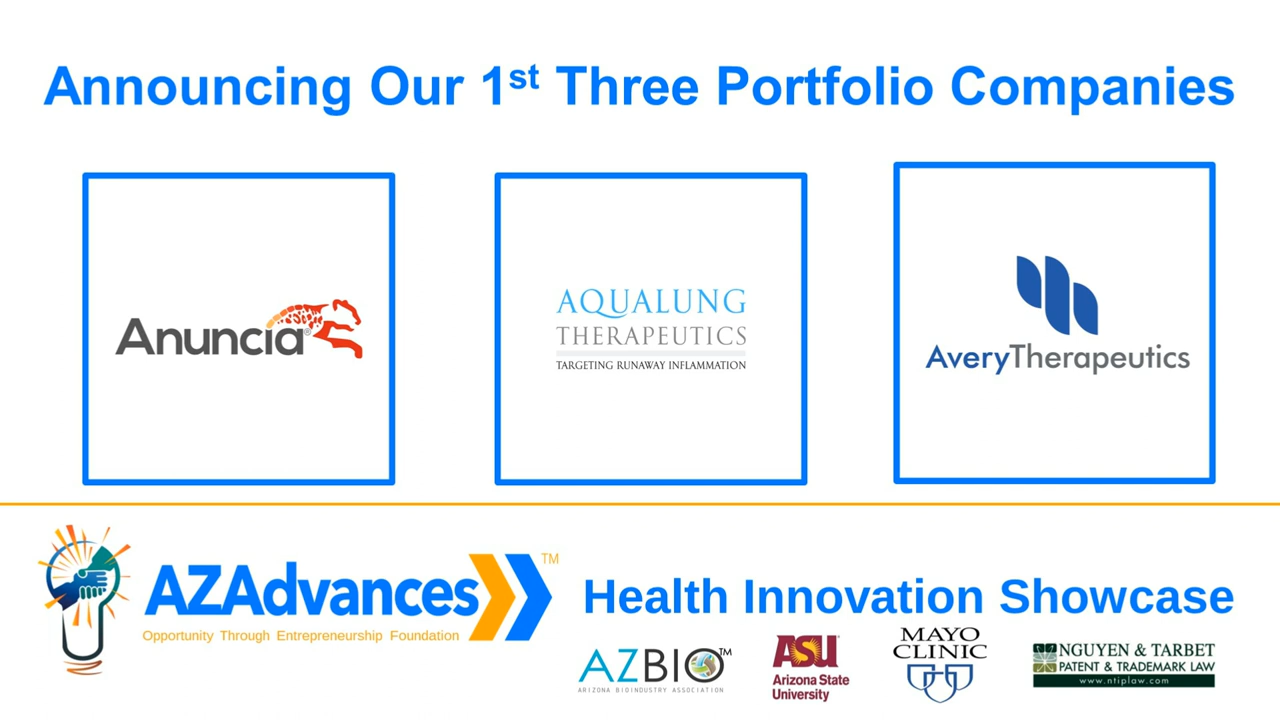 Announcing Our 1st Three Portfolio Companies
Anuncia®
AQUALUNG
THERAPEUTICS
TARGETING RUNAWAY INFLAMMATION
AveryTherapeutics
AZAdvances TM
Opportunity Through Entrepreneurship Foundation
Health Innovation Showcase
AZBIO TM
ARIZONA BIOINDUSTRY ASSOCIATION
ASU
Arizona State
University
MAYO
CLINIC
NGUYEN & TARBET
PATENT & TRADEMARK LAW
www.ntiplaw.com